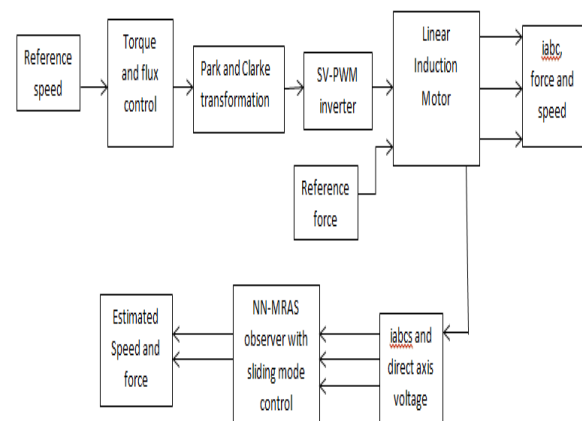 Reference
speed
Torque
and flux
control
Park and Clarke
transformation
SV-PWM
inverter
Linear
Induction
Motor
iabc,
force and
speed
Reference
force
Estimated
Speed and
force
NN-MRAS
observer with
sliding mode
control
iabcs and
direct axis
voltage